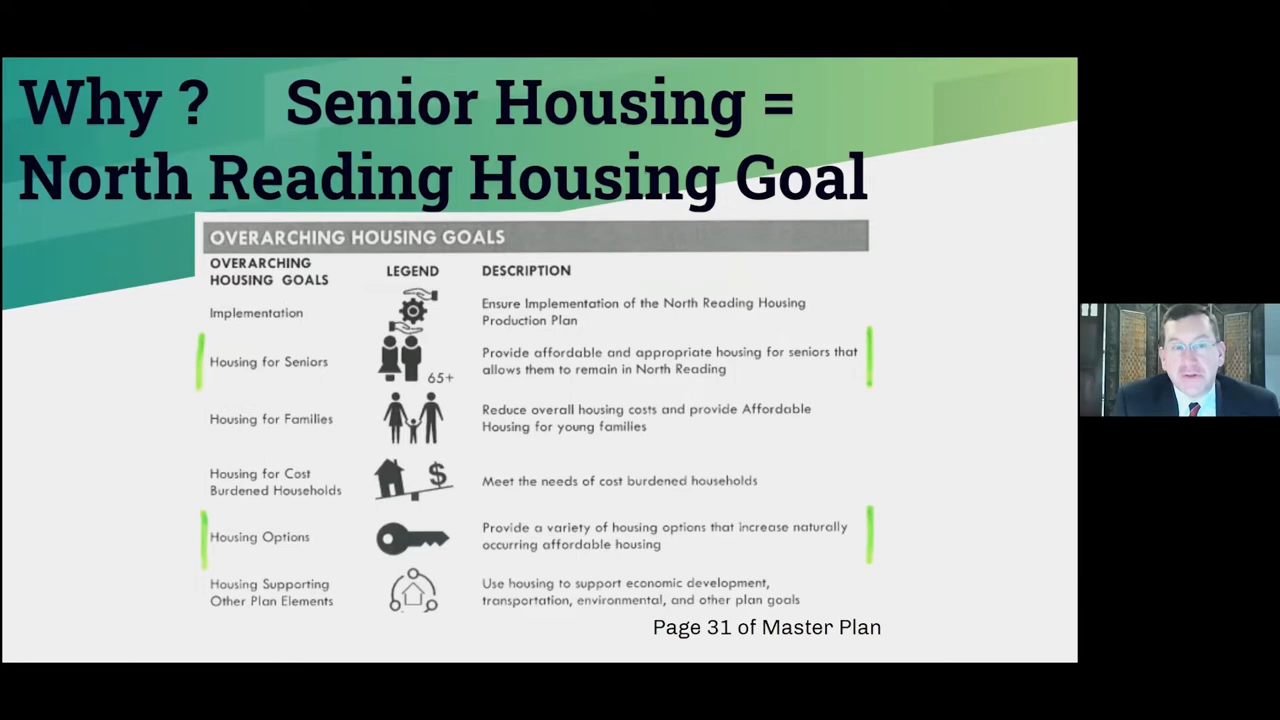 Why ? Senior Housing =
North Reading Housing Goal
OVERARCHING HOUSING GOALS
OVERARCHING
HOUSING GOALS
LEGEND
DESCRIPTION
Implementation
Ensure Implementation of the North Reading Housing
Production Plan
Housing for Seniors
65+
Provide affordable and appropriate housing for seniors that
allows them to remain in North Reading
Housing for Families
Reduce overall housing costs and provide Affordable
Housing for young families
Housing for Cost
Burdened Households
$
Meet the needs of cost burdened households
Housing Options
Provide a variety of housing options that increase naturally
occurring affordable housing
Housing Supporting
Other Plan Elements
Use housing to support economic development,
transportation, environmental, and other plan goals
Page 31 of Master Plan